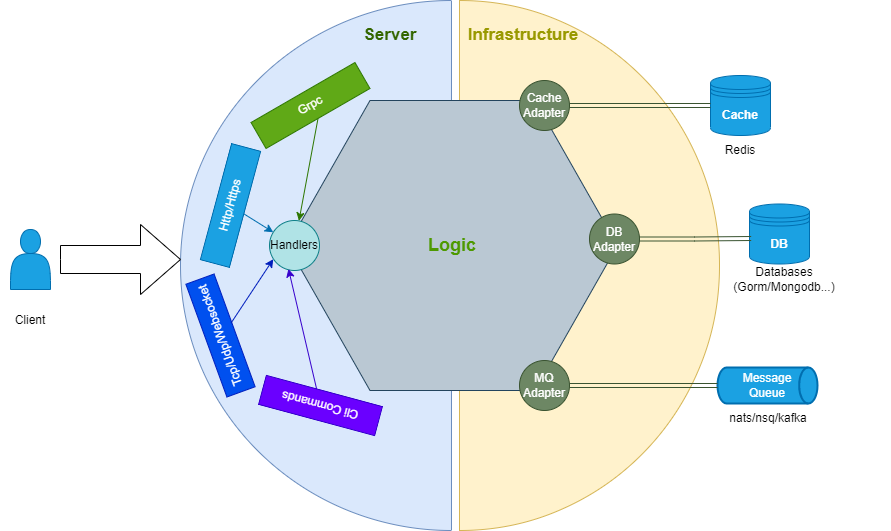 Server
Infrastructure
Grpc
Http/Https
Handlers
Tcp/Udp/Websocket
Cli Commands
Logic
Cache
Adapter
DB
Adapter
MQ
Adapter
Cache
Redis
DB
Databases
(Gorm/Mongodb...)
Message
Queue
nats/nsq/kafka
Client